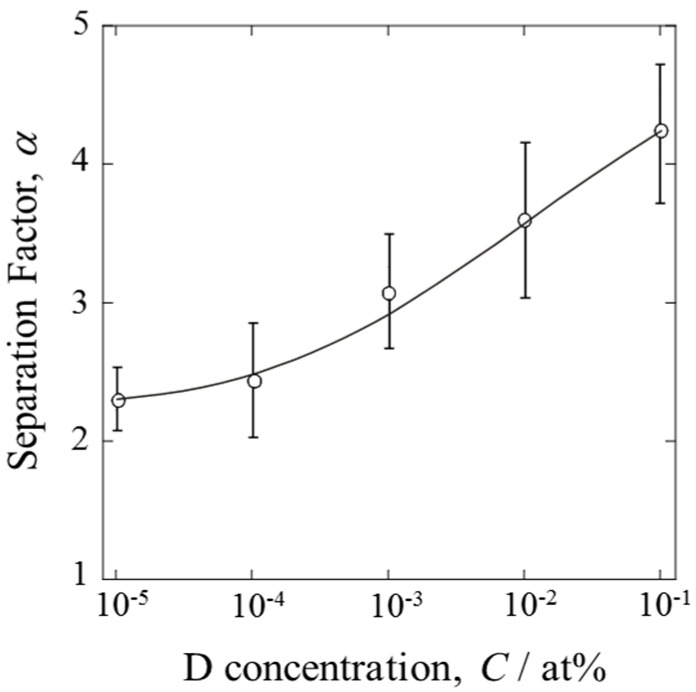 5
4
3
2
1
Separation Factor, α
10-5 10-4 10-3 10-2 10-1
D concentration, C / at%